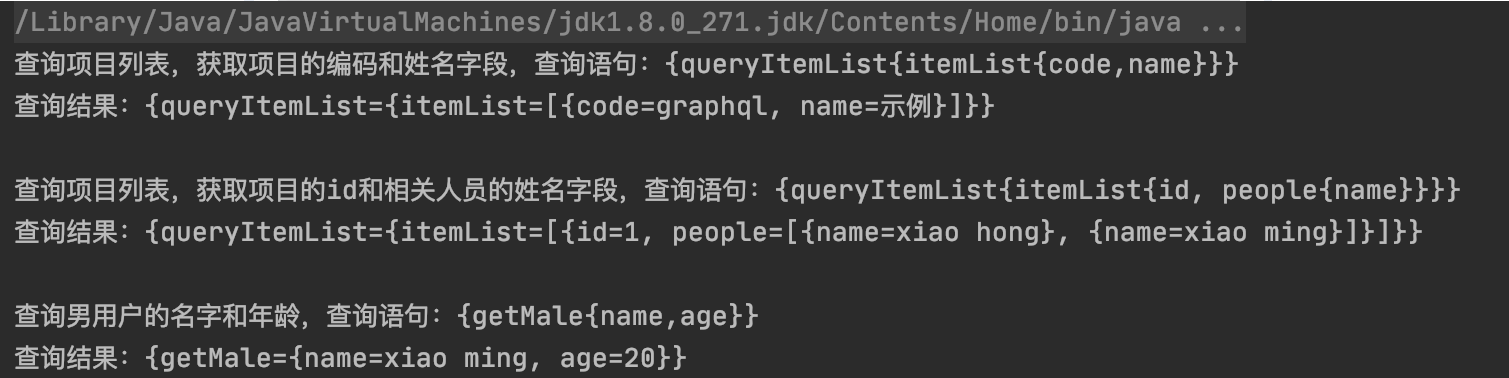 /Library/Java/JavaVirtualMachines/jdk1.8.0_271.jdk/Contents/Home/bin/java ...
查询项目列表，获取项目的编码和姓名字段，查询语句：{queryItemList{itemList{code,name}}}
查询结果：{queryItemList={itemList=[{code=graphql, name=示例}]}}
查询项目列表，获取项目的id和相关人员的姓名字段，查询语句：{queryItemList{itemList{id, people{name}}}}
查询结果：{queryItemList={itemList=[{id=1, people=[{name=xiao hong}, {name=xiao ming}]}]}}
查询男用户的名字和年龄，查询语句：{getMale{name,age}}
查询结果：{getMale={name=xiao ming, age=20}}